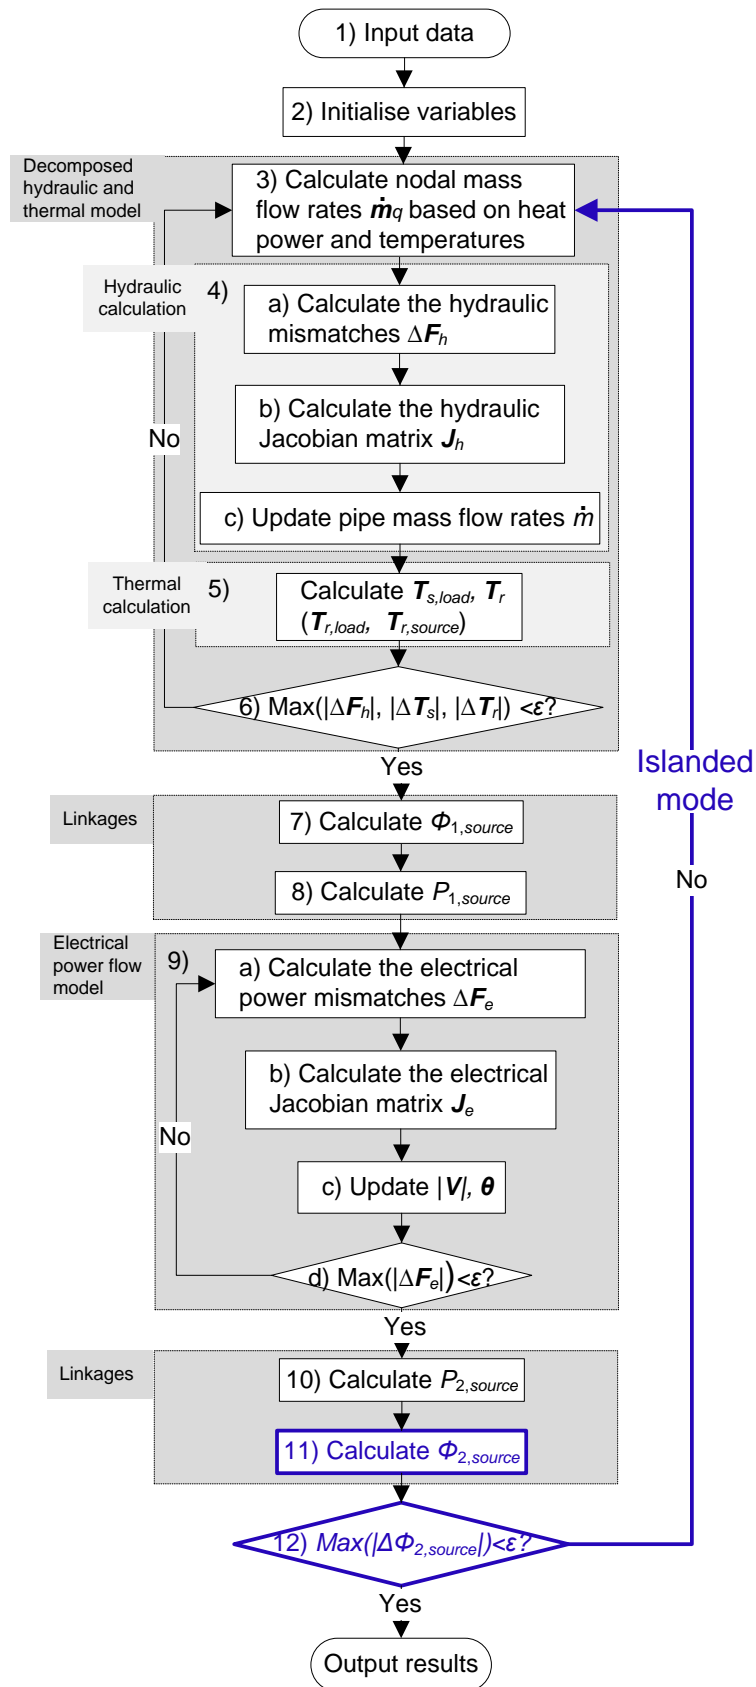 1) Input data
2) Initialise variables
Decomposed
hydraulic and
thermal model
3) Calculate nodal mass
flow rates ṁq based on heat
power and temperatures
Hydraulic
calculation
4)
a) Calculate the hydraulic
mismatches ΔFh
b) Calculate the hydraulic
Jacobian matrix Jh
No
c) Update pipe mass flow rates ṁ
Thermal
calculation
5)
Calculate Ts,load, Tr
(Tr,load, Tr,source)
6) Max(|ΔFh|, |ΔTs|, |ΔTr|) <ε?
Yes
Islanded
mode
No
Linkages
7) Calculate Φ1,source
8) Calculate P1,source
Electrical
power flow
model
9)
a) Calculate the electrical
power mismatches ΔFe
b) Calculate the electrical
Jacobian matrix Je
No
c) Update |V|, θ
d) Max(|ΔFe|)<ε?
Yes
Linkages
10) Calculate P2,source
11) Calculate Φ2,source
12) Max(|ΔΦ2,source|)<ε?
Yes
Output results